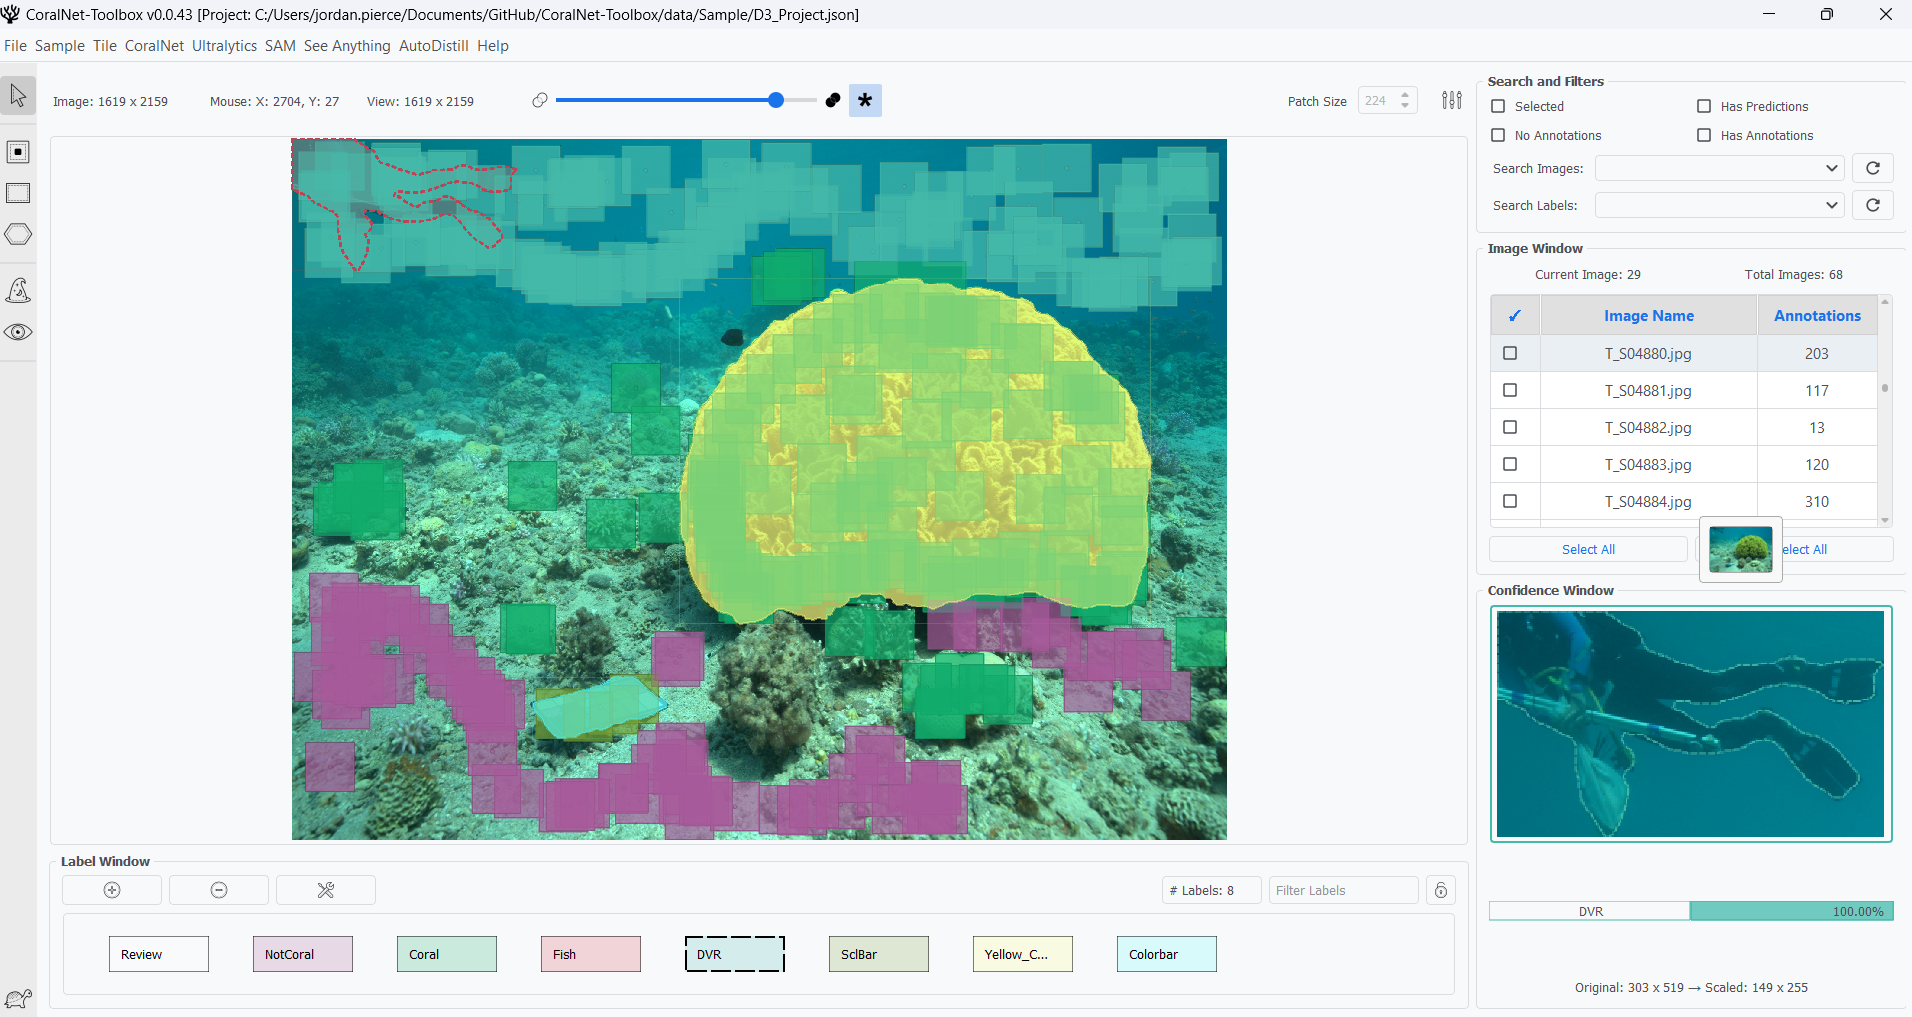 CoralNet-Toolbox v0.0.43 [Project: C:/Users/jordan.pierce/Documents/GitHub/CoralNet-Toolbox/data/Sample/D3_Project.json]
File Sample Tile CoralNet Ultralytics SAM See Anything AutoDistill Help
Image: 1619 x 2159 Mouse: X: 2704, Y: 27 View: 1619 x 2159 Patch Size 224
Search and Filters
Selected Has Predictions
No Annotations Has Annotations
Search Images:
Search Labels:
Image Window
Current Image: 29 Total Images: 68
✓ Image Name Annotations
T_S04880.jpg 203
T_S04881.jpg 117
T_S04882.jpg 13
T_S04883.jpg 120
T_S04884.jpg 310
Select All elect All
Confidence Window
DVR 100.00%
Original: 303 x 519 → Scaled: 149 x 255
Label Window
# Labels: 8 Filter Labels
Review NotCoral Coral Fish DVR SclBar Yellow_C... Colorbar